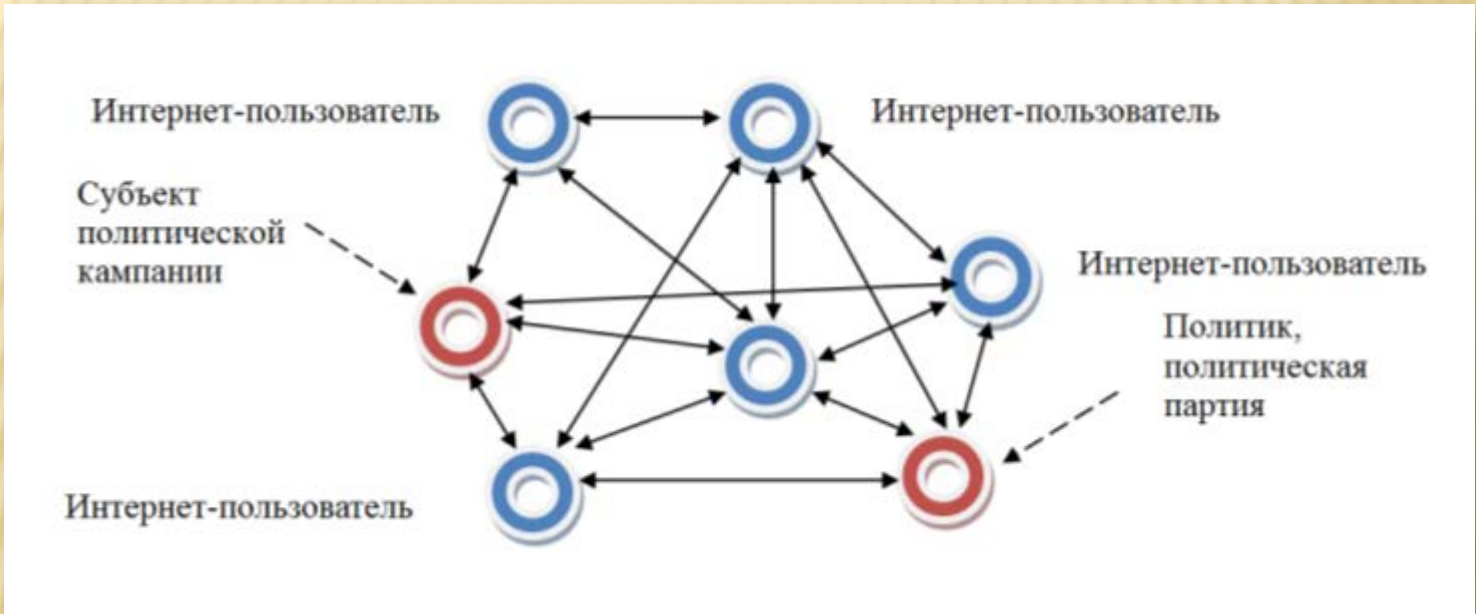 Интернет-пользователь
Интернет-пользователь
Субъект
политической
кампании
Интернет-пользователь
Политик,
политическая
партия
Интернет-пользователь